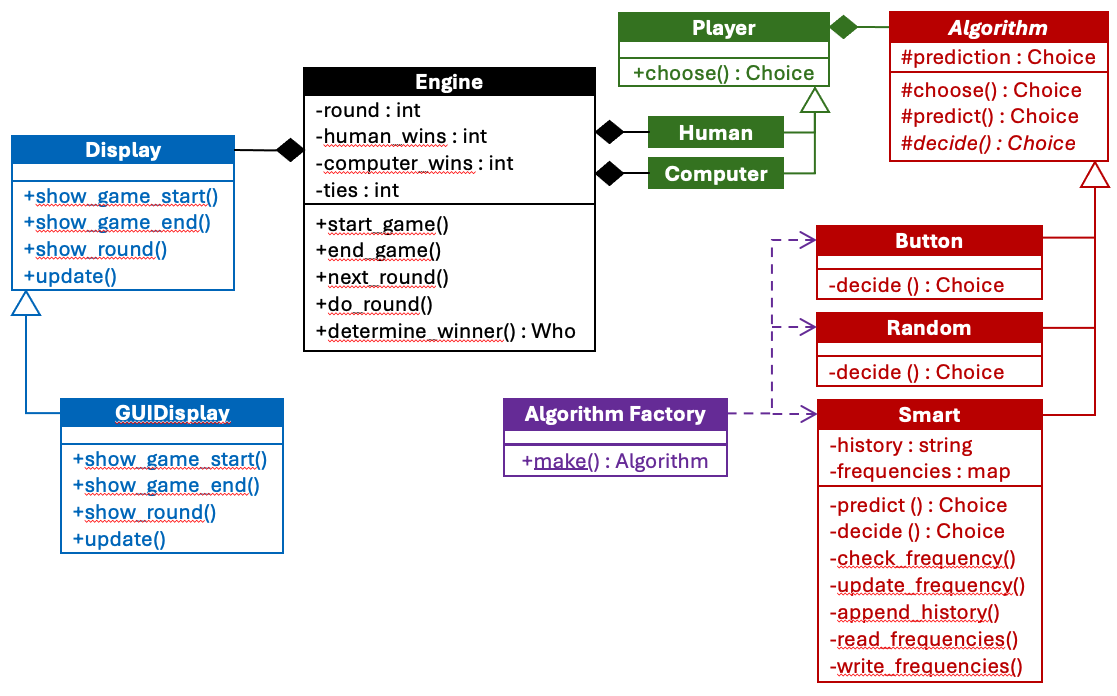 Player
+choose() : Choice
Algorithm
#prediction : Choice
#choose() : Choice
#predict() : Choice
#decide() : Choice
Engine
-round : int
-human_wins : int
-computer_wins : int
-ties : int
+start_game()
+end_game()
+next_round()
+do_round()
+determine_winner() : Who
Human
Computer
Display
+show_game_start()
+show_game_end()
+show_round()
+update()
Button
-decide () : Choice
Random
-decide () : Choice
GUIDisplay
+show_game_start()
+show_game_end()
+show_round()
+update()
Algorithm Factory
+make() : Algorithm
Smart
-history : string
-frequencies : map
-predict () : Choice
-decide () : Choice
-check_frequency()
-update_frequency()
-append_history()
-read_frequencies()
-write_frequencies()